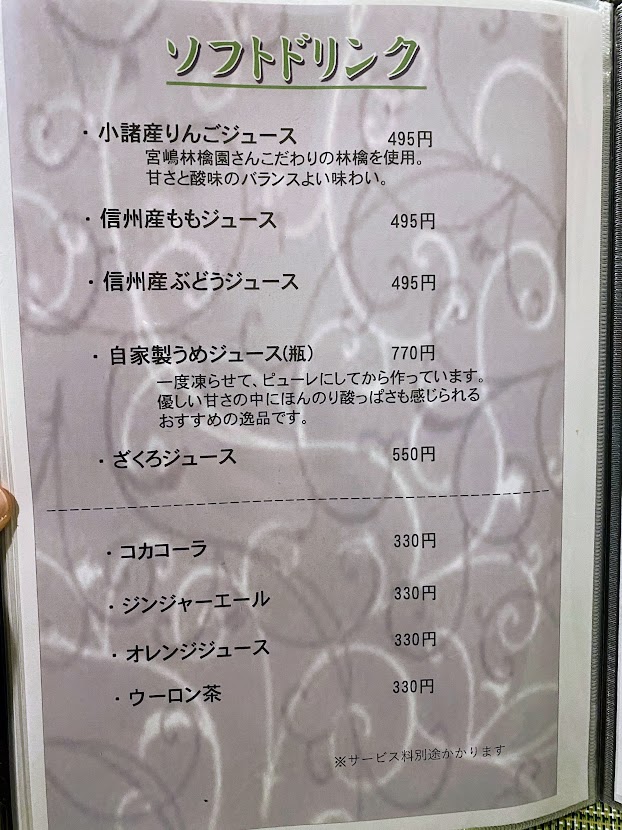 ソフトドリンク
・小諸産りんごジュース 495円
宮嶋林檎園さんこだわりの林檎を使用。
甘さと酸味のバランスよい味わい。
・信州産ももジュース 495円
・信州産ぶどうジュース 495円
・自家製うめジュース(瓶) 770円
一度凍らせて、ピューレにしてから作っています。
優しい甘さの中にほんのり酸っぱさも感じられる
おすすめの逸品です。
・ざくろジュース 550円
・コカコーラ 330円
・ジンジャーエール 330円
・オレンジジュース 330円
・ウーロン茶 330円
※サービス料別途かかります